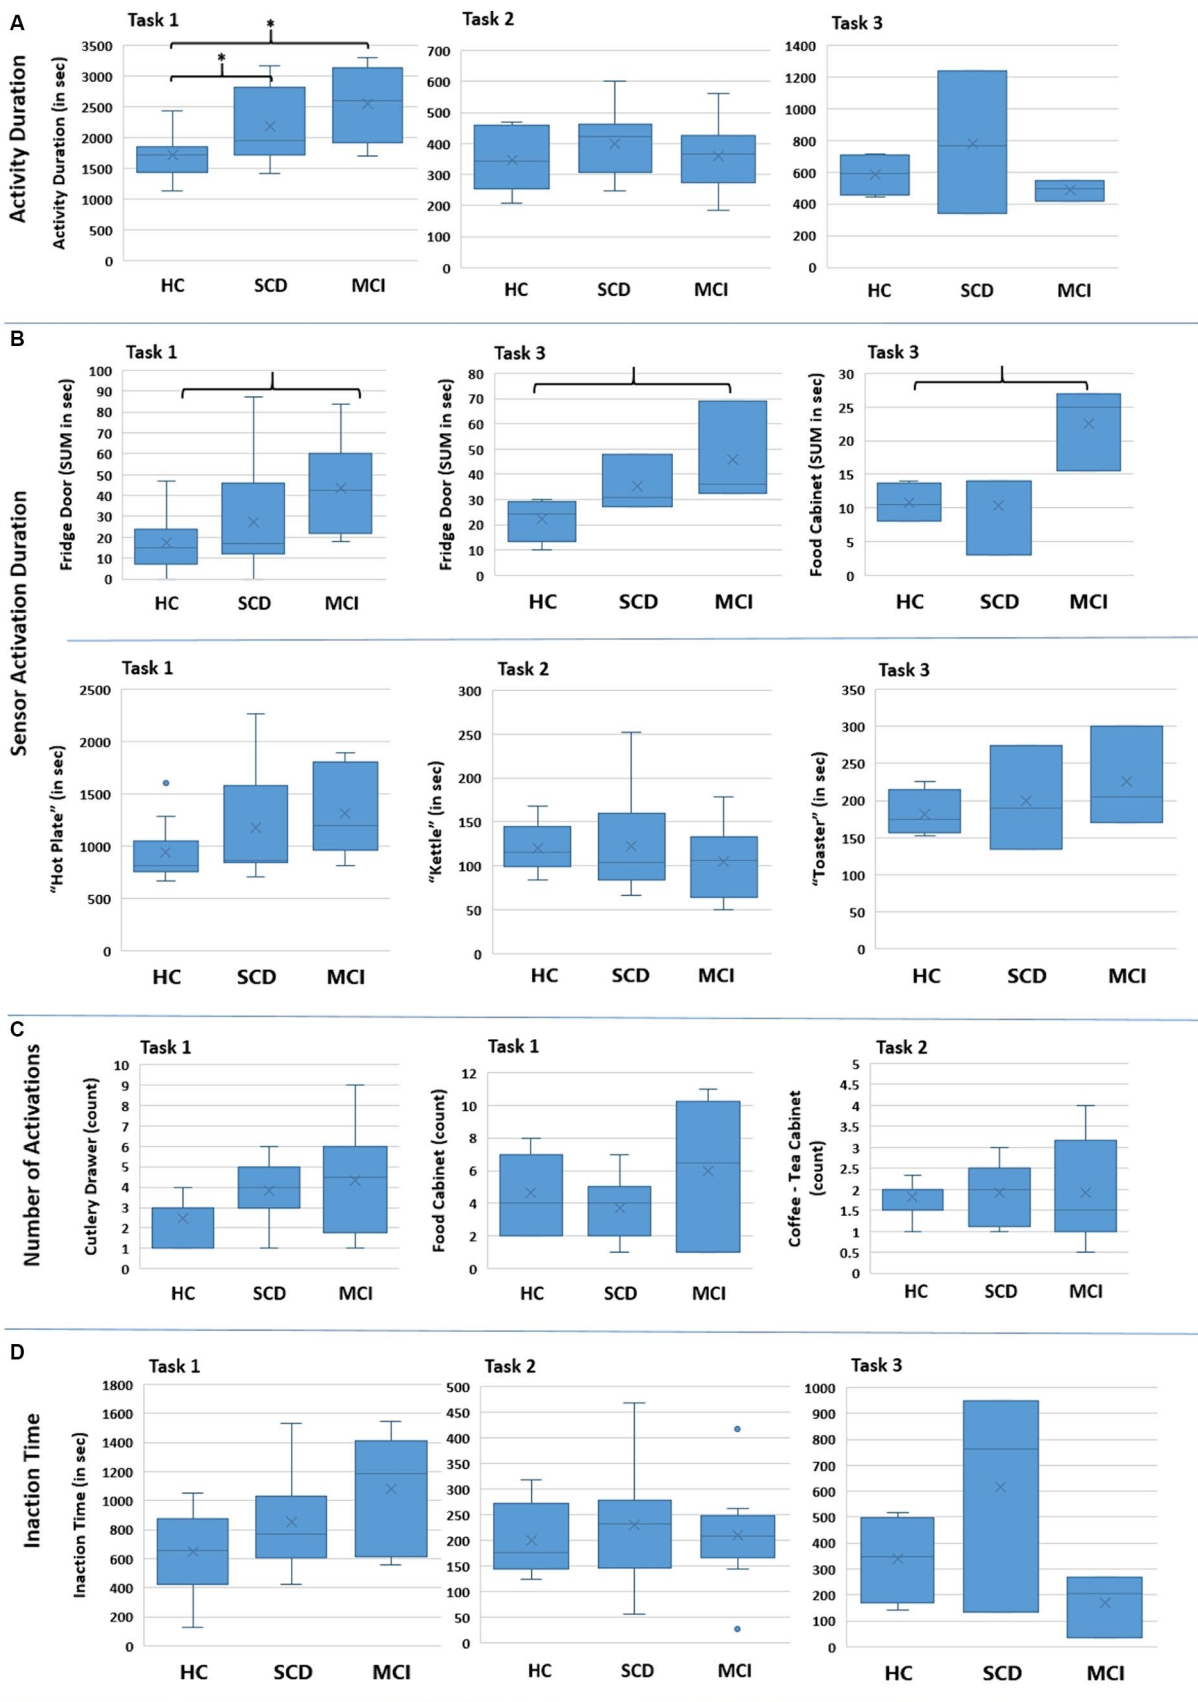 A
Activity Duration
Task 1
Activity Duration (in sec)
3500
3000
2500
2000
1500
1000
500
0
*
*
HC SCD MCI
Task 2
700
600
500
400
300
200
100
0
HC SCD MCI
Task 3
1400
1200
1000
800
600
400
200
0
HC SCD MCI
B
Sensor Activation Duration
Task 1
Fridge Door (SUM in sec)
100
90
80
70
60
50
40
30
20
10
0
HC SCD MCI
Task 3
Fridge Door (SUM in sec)
80
70
60
50
40
30
20
10
0
HC SCD MCI
Task 3
Food Cabinet (SUM in sec)
30
25
20
15
10
5
0
HC SCD MCI
Task 1
“Hot Plate” (in sec)
2500
2000
1500
1000
500
0
HC SCD MCI
Task 2
“Kettle” (in sec)
300
250
200
150
100
50
0
HC SCD MCI
Task 3
“Toaster” (in sec)
350
300
250
200
150
100
50
0
HC SCD MCI
C
Number of Activations
Task 1
Cutlery Drawer (count)
10
9
8
7
6
5
4
3
2
1
0
HC SCD MCI
Task 1
Food Cabinet (count)
12
10
8
6
4
2
0
HC SCD MCI
Task 2
Coffee - Tea Cabinet
(count)
5
4.5
4
3.5
3
2.5
2
1.5
1
0.5
0
HC SCD MCI
D
Inaction Time
Task 1
Inaction Time (in sec)
1800
1600
1400
1200
1000
800
600
400
200
0
HC SCD MCI
Task 2
500
450
400
350
300
250
200
150
100
50
0
HC SCD MCI
Task 3
1000
900
800
700
600
500
400
300
200
100
0
HC SCD MCI